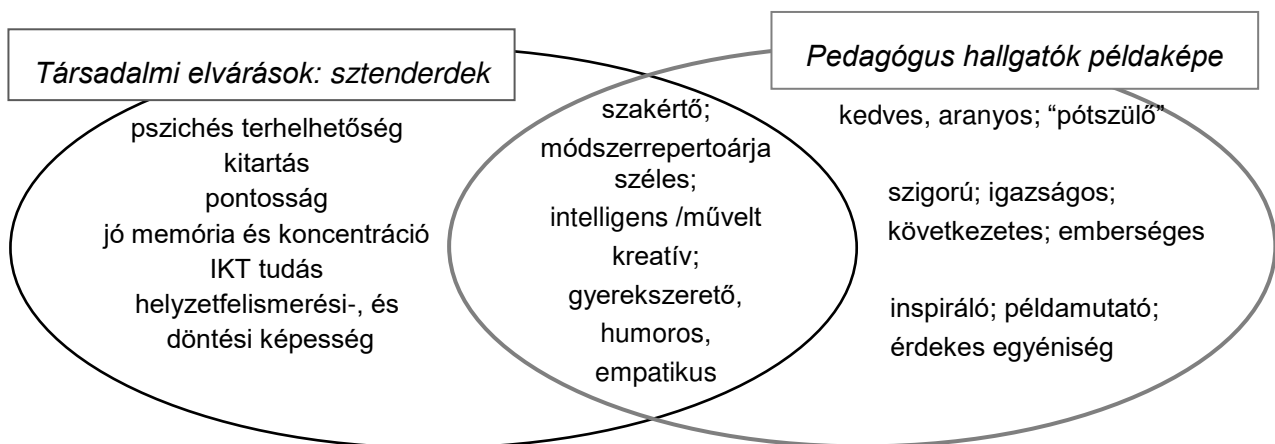 Társadalmi elvárások: sztenderdek
pszichés terhelhetőség
kitartás
pontosság
jó memória és koncentráció
IKT tudás
helyzetfelismerési-, és
döntési képesség
szakértő;
módszerrepertoárja
széles;
intelligens /művelt
kreatív;
gyerekszerető,
humoros,
empatikus
Pedagógus hallgatók példaképe
kedves, aranyos; “pótszülő”
szigorú; igazságos;
következetes; emberséges
inspiráló; példamutató;
érdekes egyéniség